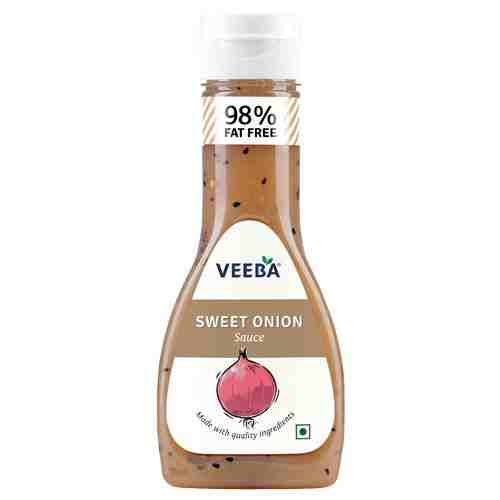 98%
FAT FREE
VEEBA®
SWEET ONION
Sauce
Made with quality ingredients